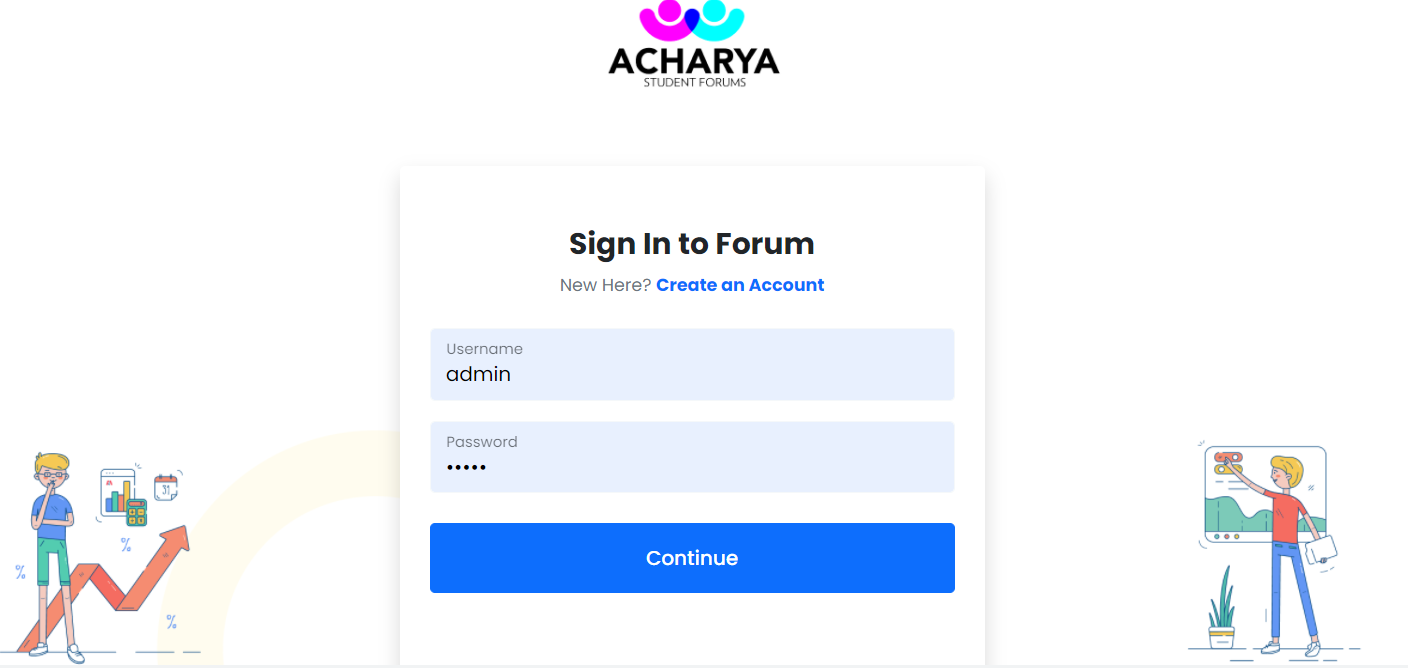 ACHARYA
STUDENT FORUMS
Sign In to Forum
New Here? Create an Account
Username
admin
Password
•••••
Continue
31
%
%
%
%